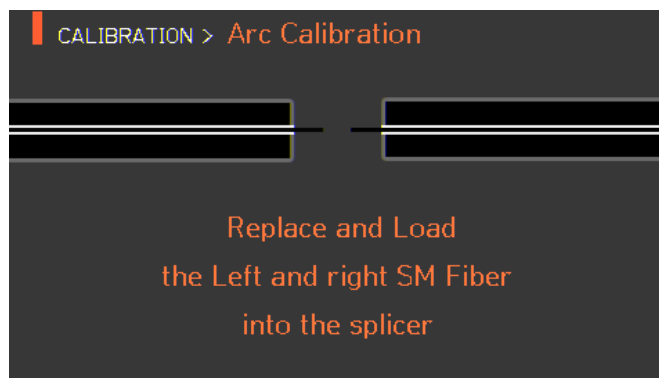 CALIBRATION > Arc Calibration
Replace and Load
the Left and right SM Fiber
into the splicer